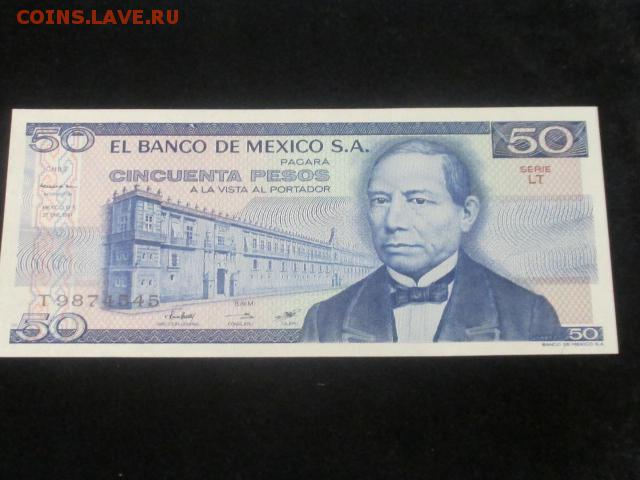 COINS.LAVE.RU
50
EL BANCO DE MEXICO S.A.
50
PAGARA
SERIE
LT
CINCUENTA PESOS
A LA VISTA AL PORTADOR
T9874545
50
50
BANCO DE MEXICO S.A.